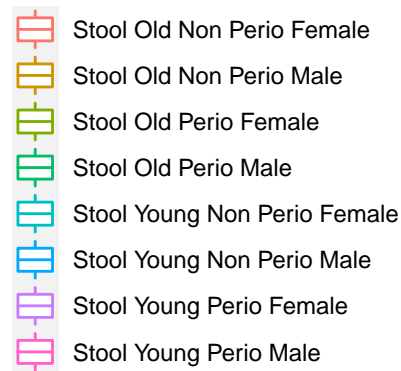 Stool Old Non Perio Female
Stool Old Non Perio Male
Stool Old Perio Female
Stool Old Perio Male
Stool Young Non Perio Female
Stool Young Non Perio Male
Stool Young Perio Female
Stool Young Perio Male